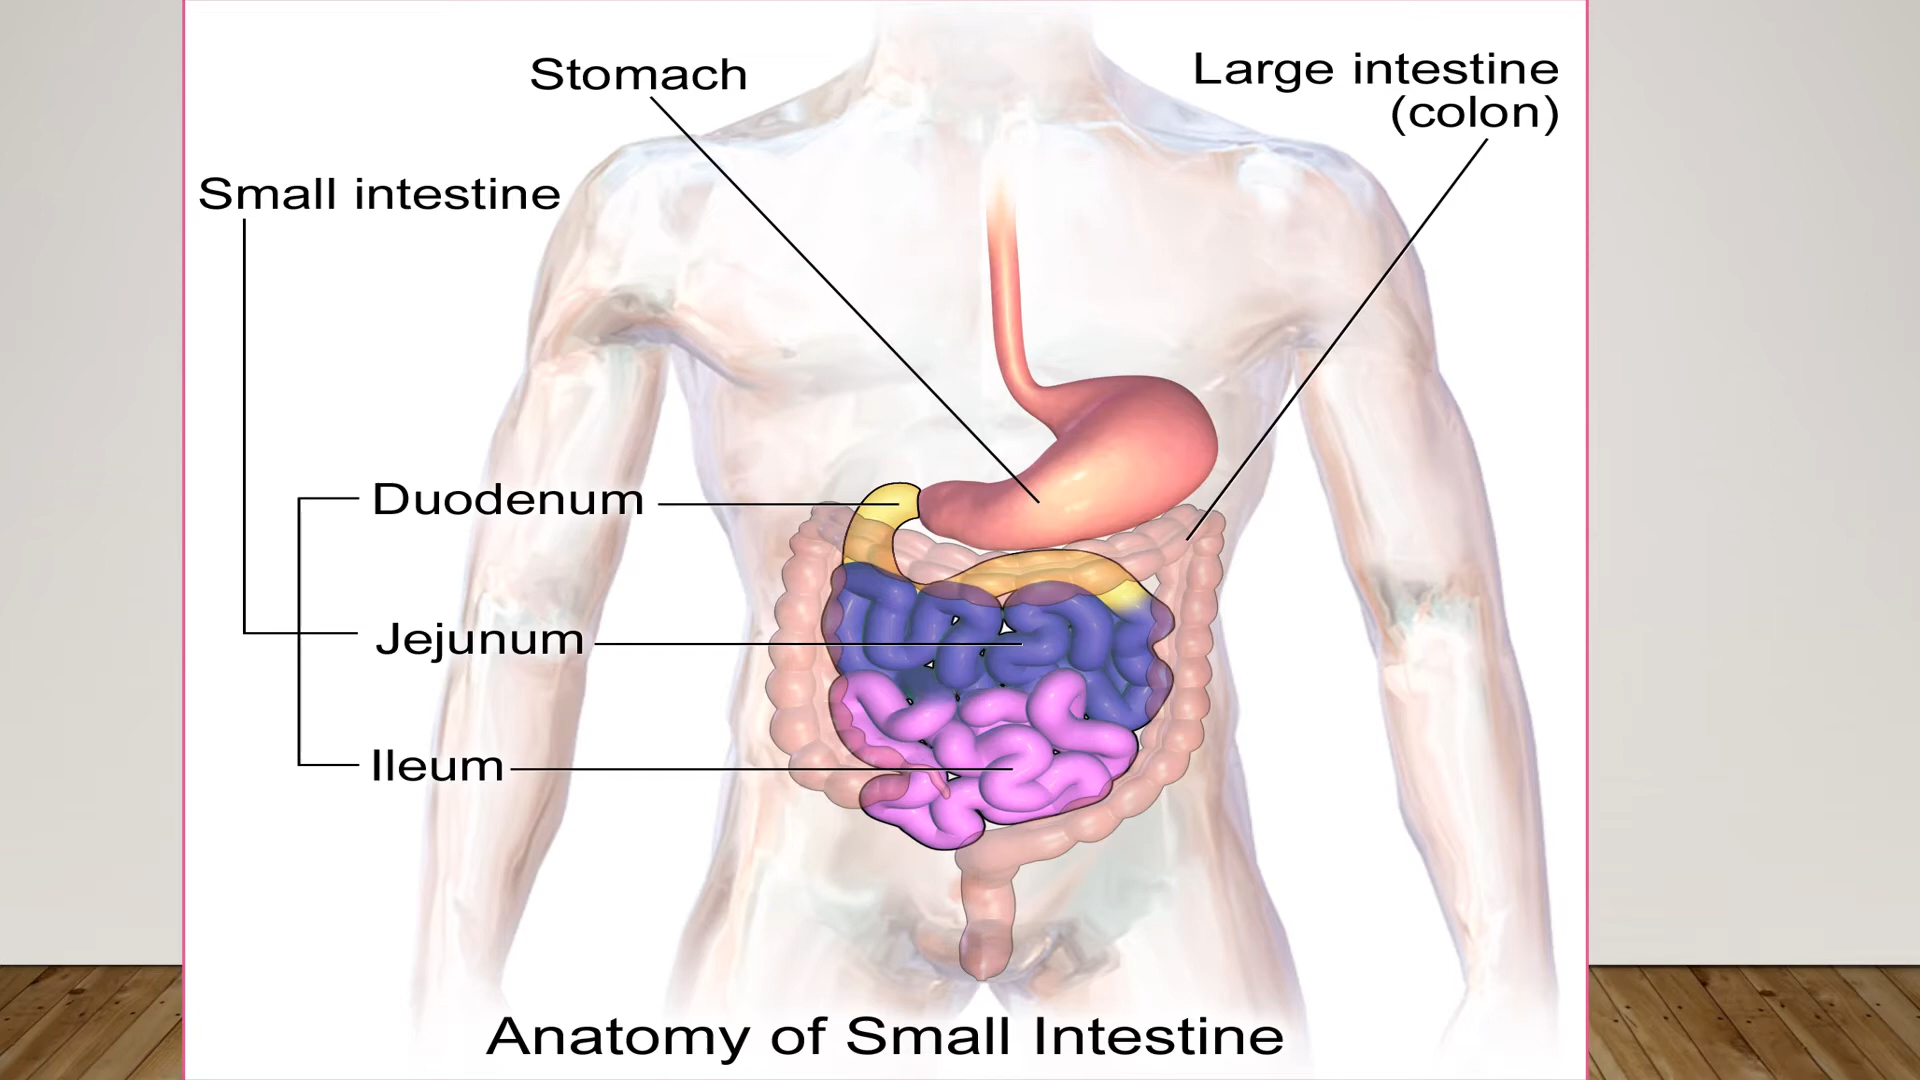 Stomach
Large intestine
(colon)
Small intestine
Duodenum
Jejunum
Ileum
Anatomy of Small Intestine